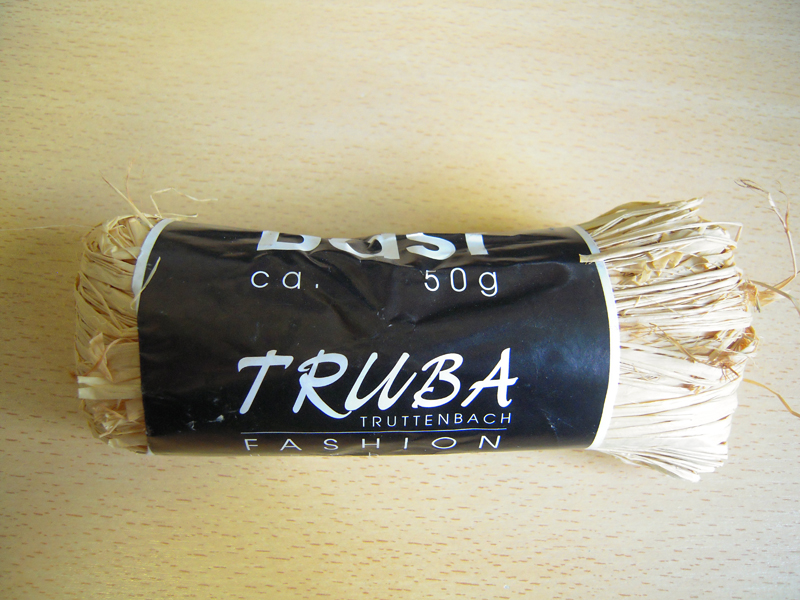 Bast
ca. 50g
TRUBA
TRUTTENBACH
FASHION